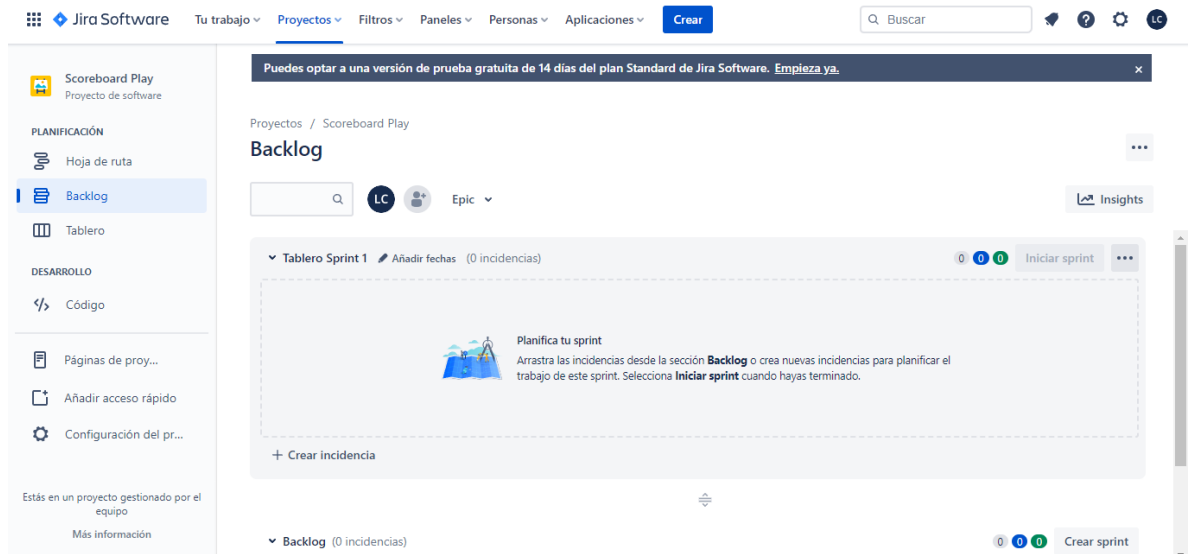 Jira Software
Tu trabajo
Proyectos
Filtros
Paneles
Personas
Aplicaciones
Crear
Buscar
LC
Scoreboard Play
Proyecto de software
PLANIFICACIÓN
Hoja de ruta
Backlog
Tablero
DESARROLLO
Código
Páginas de proy...
Añadir acceso rápido
Configuración del pr...
Estás en un proyecto gestionado por el
equipo
Más información
Puedes optar a una versión de prueba gratuita de 14 días del plan Standard de Jira Software. Empieza ya.
Proyectos / Scoreboard Play
Backlog
LC
Epic
Insights
Tablero Sprint 1 Añadir fechas (0 incidencias)
0 0 0 Iniciar sprint
Planifica tu sprint
Arrastra las incidencias desde la sección Backlog o crea nuevas incidencias para planificar el
trabajo de este sprint. Selecciona Iniciar sprint cuando hayas terminado.
+ Crear incidencia
Backlog (0 incidencias)
0 0 0 Crear sprint